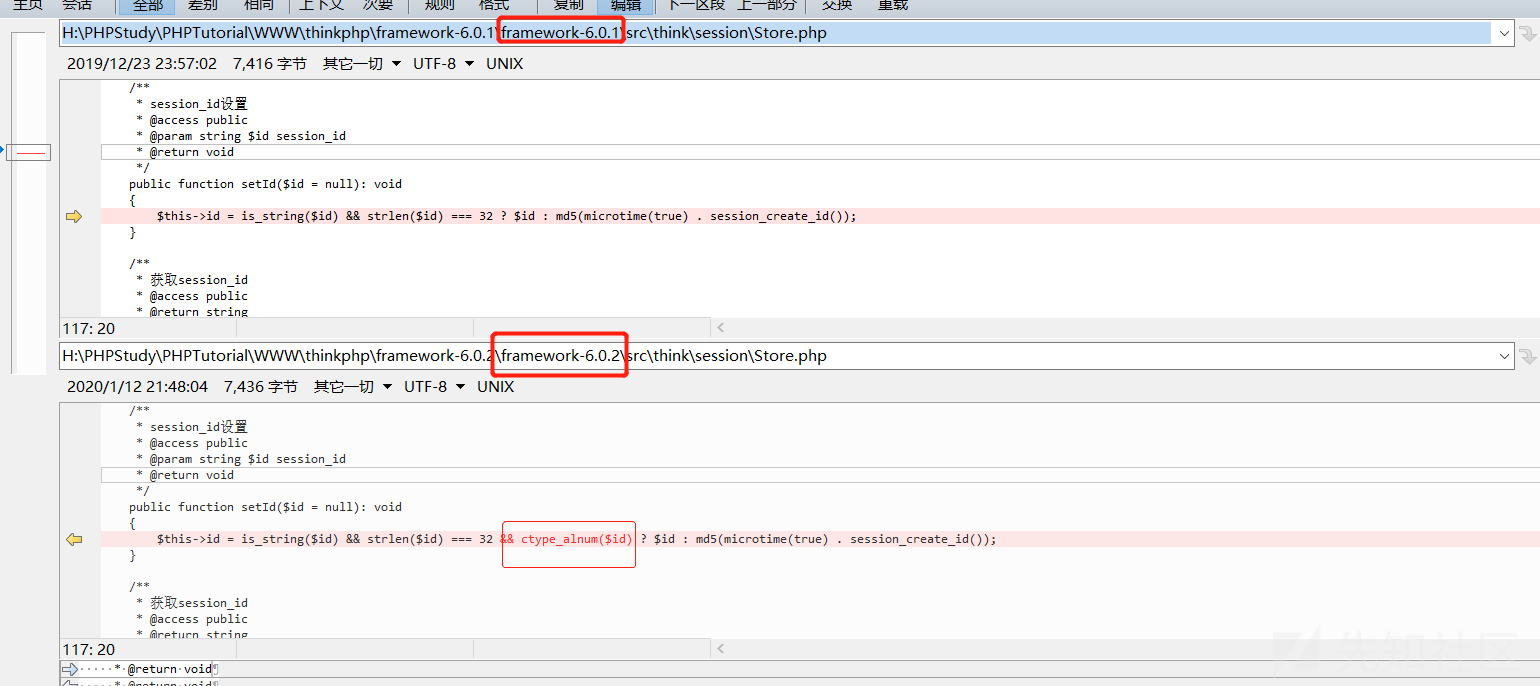 主页 会话 全部 差别 相同 上下文 次要 规则 格式 复制 编辑 下一区段 上一部分 交换 重载
H:\PHPStudy\PHPTutorial\WWW\thinkphp\framework-6.0.1\framework-6.0.1\src\think\session\Store.php
2019/12/23 23:57:02 7,416 字节 其它一切 UTF-8 UNIX
/**
* session_id设置
* @access public
* @param string $id session_id
* @return void
*/
public function setId($id = null): void
{
$this->id = is_string($id) && strlen($id) === 32 ? $id : md5(microtime(true) . session_create_id());
}
/**
* 获取session_id
* @access public
* @return string
117: 20
H:\PHPStudy\PHPTutorial\WWW\thinkphp\framework-6.0.2\framework-6.0.2\src\think\session\Store.php
2020/1/12 21:48:04 7,436 字节 其它一切 UTF-8 UNIX
/**
* session_id设置
* @access public
* @param string $id session_id
* @return void
*/
public function setId($id = null): void
{
$this->id = is_string($id) && strlen($id) === 32 && ctype_alnum($id) ? $id : md5(microtime(true) . session_create_id());
}
/**
* 获取session_id
* @access public
* @return string
117: 20
·····*·@return·void¶
·····*·@return·void¶
先知社区